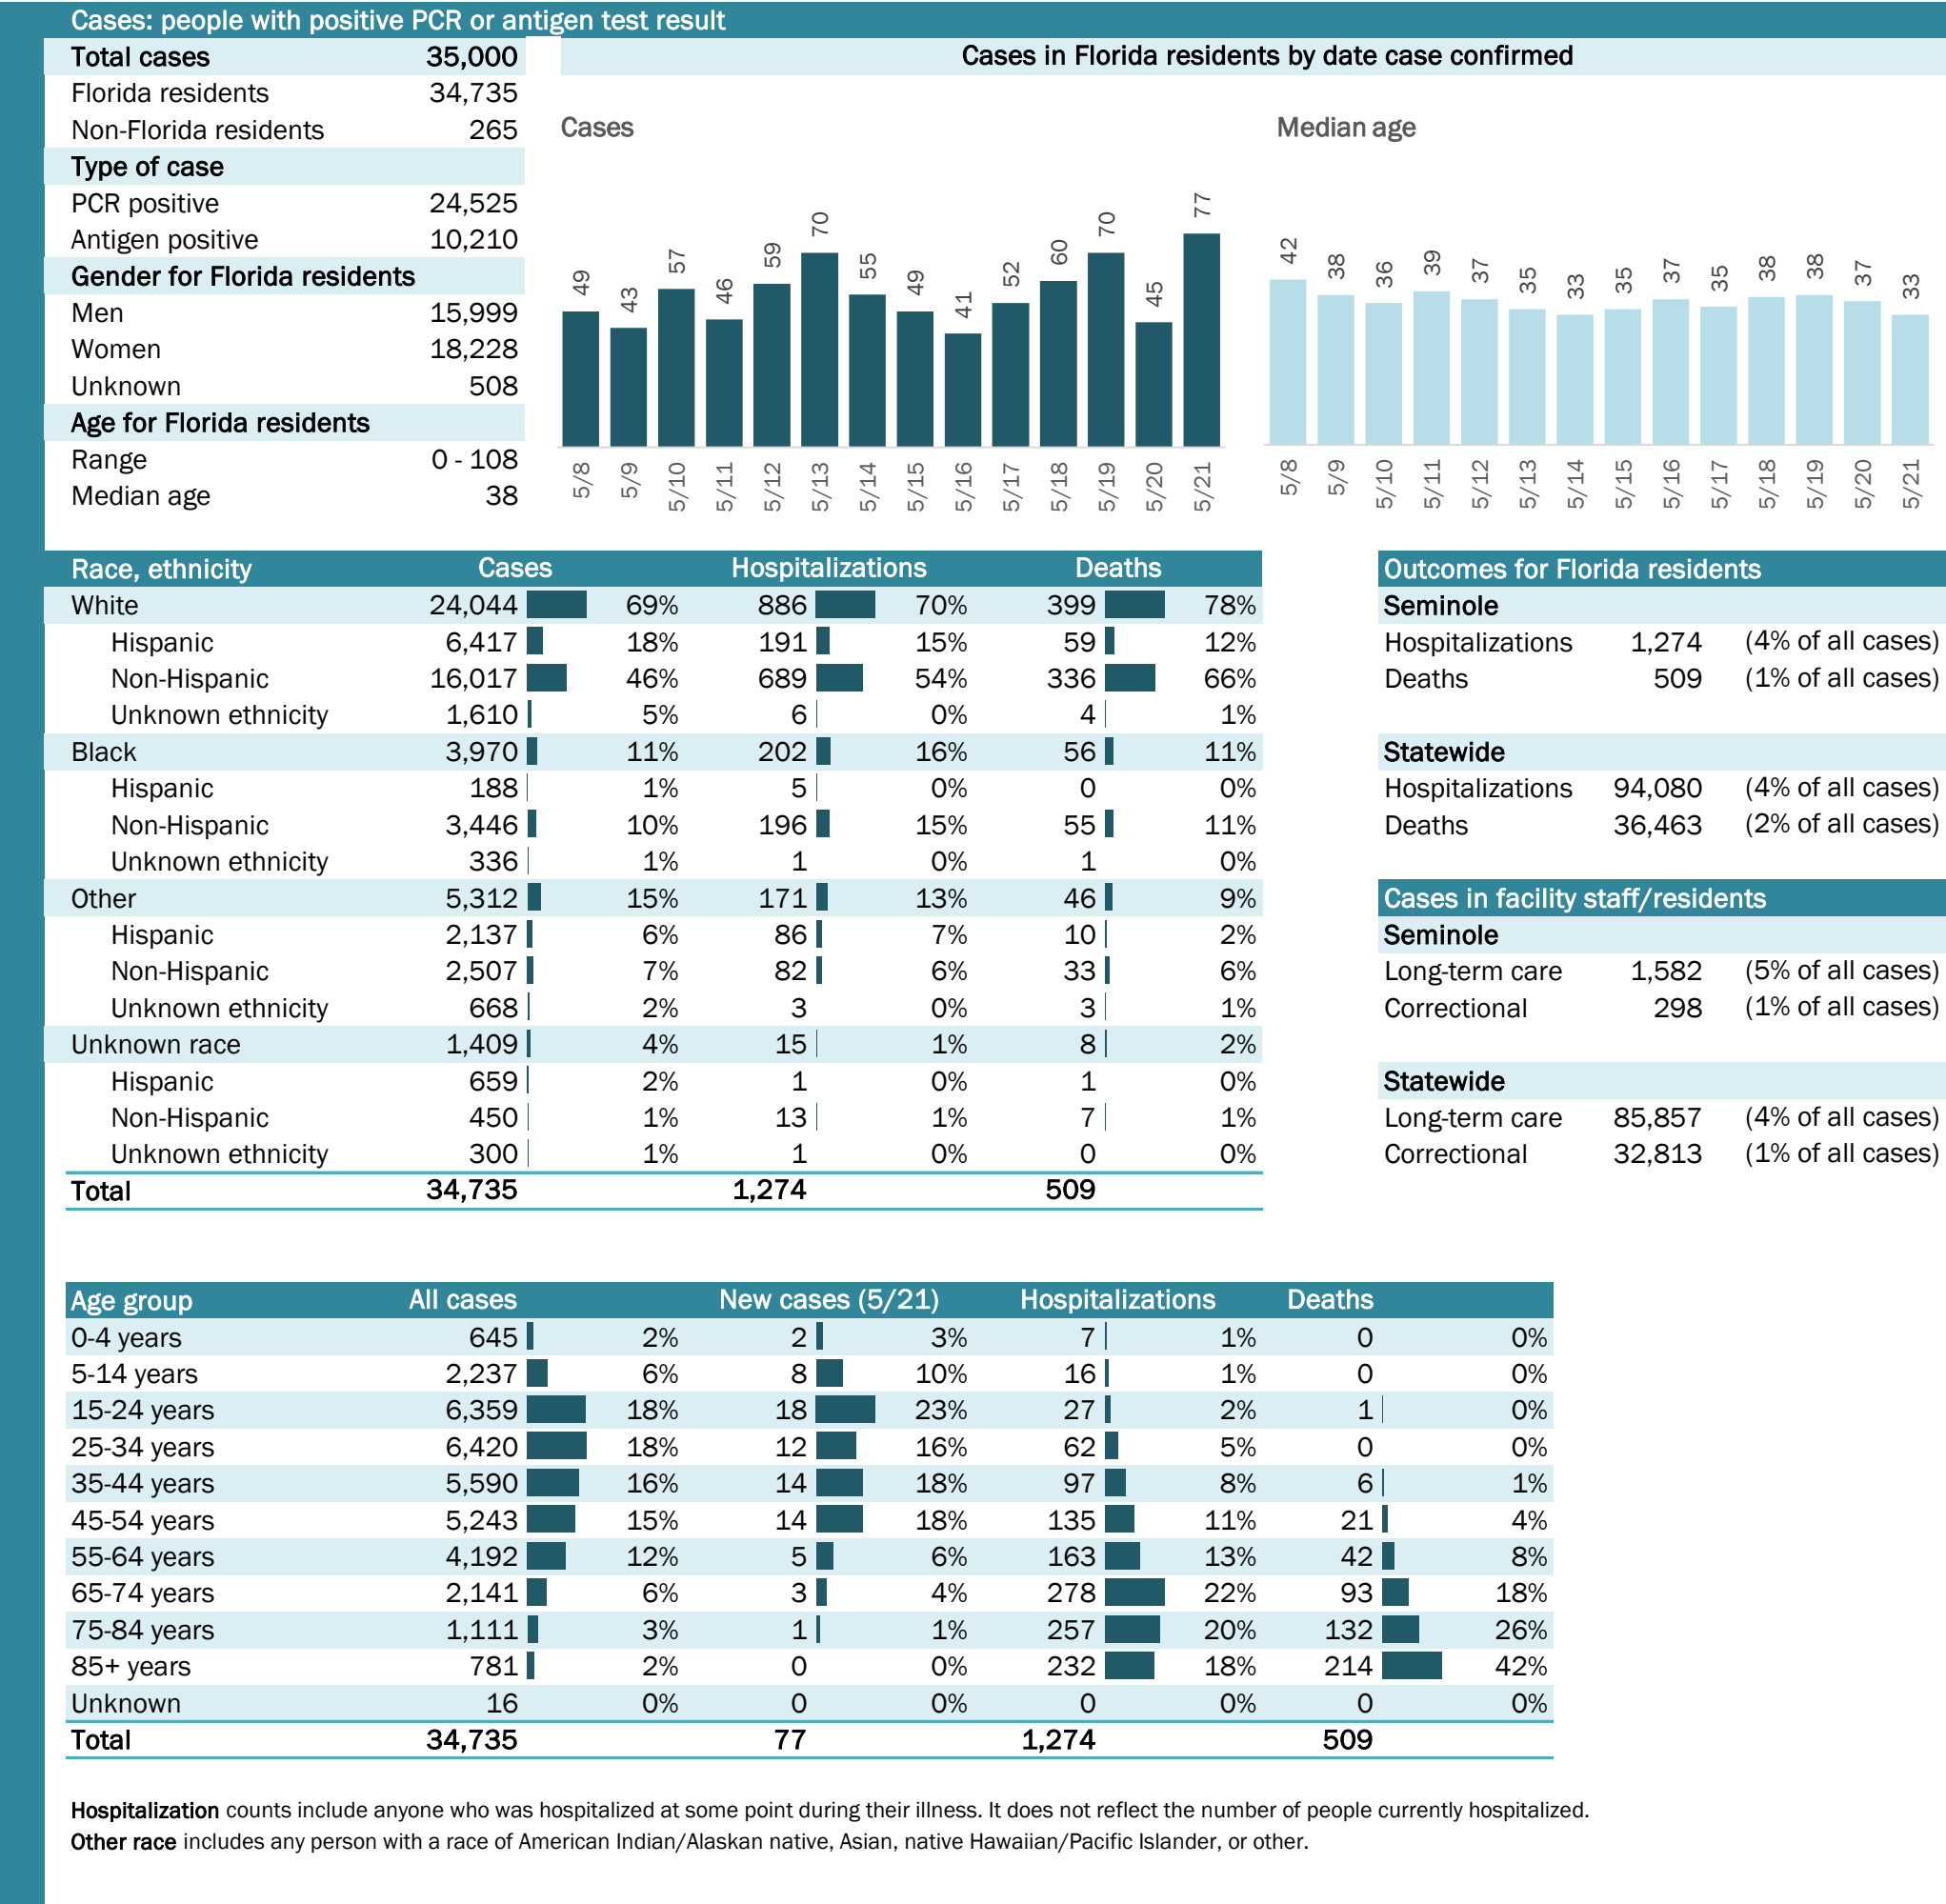 Cases: people with positive PCR or antigen test result
Total cases 35,000
Florida residents 34,735
Non-Florida residents 265
Type of case
PCR positive 24,525
Antigen positive 10,210
Gender for Florida residents
Men 15,999
Women 18,228
Unknown 508
Age for Florida residents
Range 0 - 108
Median age 38
Cases in Florida residents by date case confirmed
Cases
49 43 57 46 59 70 55 49 41 52 60 70 45 77
5/8 5/9 5/10 5/11 5/12 5/13 5/14 5/15 5/16 5/17 5/18 5/19 5/20 5/21
Median age
42 38 36 39 37 35 33 35 37 35 38 38 37 33
5/8 5/9 5/10 5/11 5/12 5/13 5/14 5/15 5/16 5/17 5/18 5/19 5/20 5/21
Race, ethnicity Cases Hospitalizations Deaths
White 24,044 69% 886 70% 399 78%
Hispanic 6,417 18% 191 15% 59 12%
Non-Hispanic 16,017 46% 689 54% 336 66%
Unknown ethnicity 1,610 5% 6 0% 4 1%
Black 3,970 11% 202 16% 56 11%
Hispanic 188 1% 5 0% 0 0%
Non-Hispanic 3,446 10% 196 15% 55 11%
Unknown ethnicity 336 1% 1 0% 1 0%
Other 5,312 15% 171 13% 46 9%
Hispanic 2,137 6% 86 7% 10 2%
Non-Hispanic 2,507 7% 82 6% 33 6%
Unknown ethnicity 668 2% 3 0% 3 1%
Unknown race 1,409 4% 15 1% 8 2%
Hispanic 659 2% 1 0% 1 0%
Non-Hispanic 450 1% 13 1% 7 1%
Unknown ethnicity 300 1% 1 0% 0 0%
Total 34,735 1,274 509
Outcomes for Florida residents
Seminole
Hospitalizations 1,274 (4% of all cases)
Deaths 509 (1% of all cases)
Statewide
Hospitalizations 94,080 (4% of all cases)
Deaths 36,463 (2% of all cases)
Cases in facility staff/residents
Seminole
Long-term care 1,582 (5% of all cases)
Correctional 298 (1% of all cases)
Statewide
Long-term care 85,857 (4% of all cases)
Correctional 32,813 (1% of all cases)
Age group All cases New cases (5/21) Hospitalizations Deaths
0-4 years 645 2% 2 3% 7 1% 0 0%
5-14 years 2,237 6% 8 10% 16 1% 0 0%
15-24 years 6,359 18% 18 23% 27 2% 1 0%
25-34 years 6,420 18% 12 16% 62 5% 0 0%
35-44 years 5,590 16% 14 18% 97 8% 6 1%
45-54 years 5,243 15% 14 18% 135 11% 21 4%
55-64 years 4,192 12% 5 6% 163 13% 42 8%
65-74 years 2,141 6% 3 4% 278 22% 93 18%
75-84 years 1,111 3% 1 1% 257 20% 132 26%
85+ years 781 2% 0 0% 232 18% 214 42%
Unknown 16 0% 0 0% 0 0% 0 0%
Total 34,735 77 1,274 509
Hospitalization counts include anyone who was hospitalized at some point during their illness. It does not reflect the number of people currently hospitalized.
Other race includes any person with a race of American Indian/Alaskan native, Asian, native Hawaiian/Pacific Islander, or other.